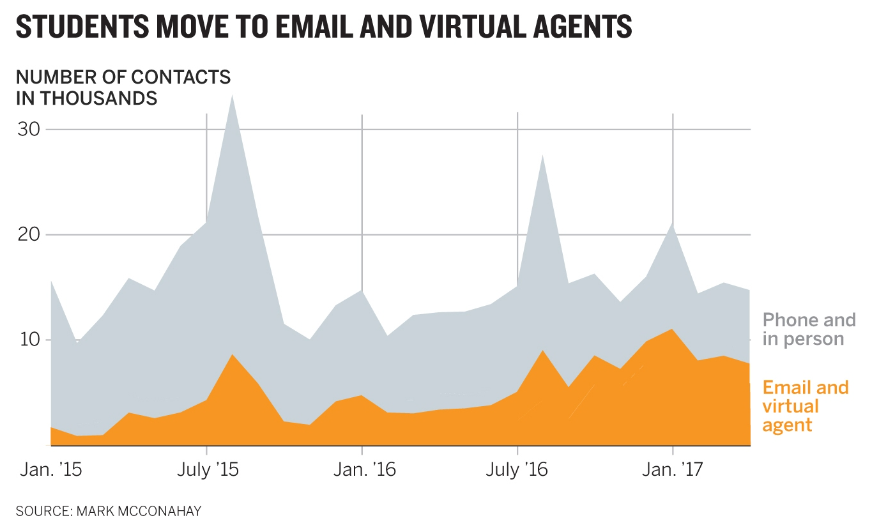 STUDENTS MOVE TO EMAIL AND VIRTUAL AGENTS
NUMBER OF CONTACTS
IN THOUSANDS
30
20
10
Phone and
in person
Email and
virtual
agent
Jan. '15
July '15
Jan. '16
July '16
Jan. '17
SOURCE: MARK MCCONAHAY